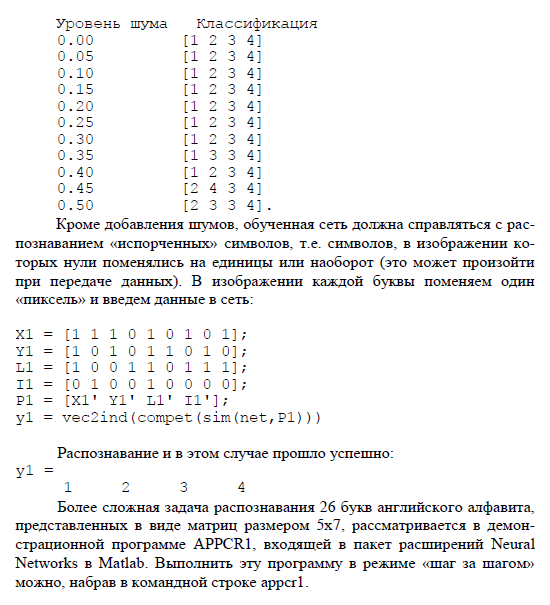 Уровень шума Классификация
0.00 [1 2 3 4]
0.05 [1 2 3 4]
0.10 [1 2 3 4]
0.15 [1 2 3 4]
0.20 [1 2 3 4]
0.25 [1 2 3 4]
0.30 [1 2 3 4]
0.35 [1 3 3 4]
0.40 [1 2 3 4]
0.45 [2 4 3 4]
0.50 [2 3 3 4].
Кроме добавления шумов, обученная сеть должна справляться с рас-
познаванием «испорченных» символов, т.е. символов, в изображении ко-
торых нули поменялись на единицы или наоборот (это может произойти
при передаче данных). В изображении каждой буквы поменяем один
«пиксель» и введем данные в сеть:
X1 = [1 1 1 0 1 0 1 0 1];
Y1 = [1 0 1 0 1 1 0 1 0];
L1 = [1 0 0 1 1 0 1 1 1];
I1 = [0 1 0 0 1 0 0 0 0];
P1 = [X1' Y1' L1' I1'];
y1 = vec2ind(compet(sim(net,P1)))
Распознавание и в этом случае прошло успешно:
y1 =
1 2 3 4
Более сложная задача распознавания 26 букв английского алфавита,
представленных в виде матриц размером 5x7, рассматривается в демон-
страционной программе APPCR1, входящей в пакет расширений Neural
Networks в Matlab. Выполнить эту программу в режиме «шаг за шагом»
можно, набрав в командной строке appcr1.